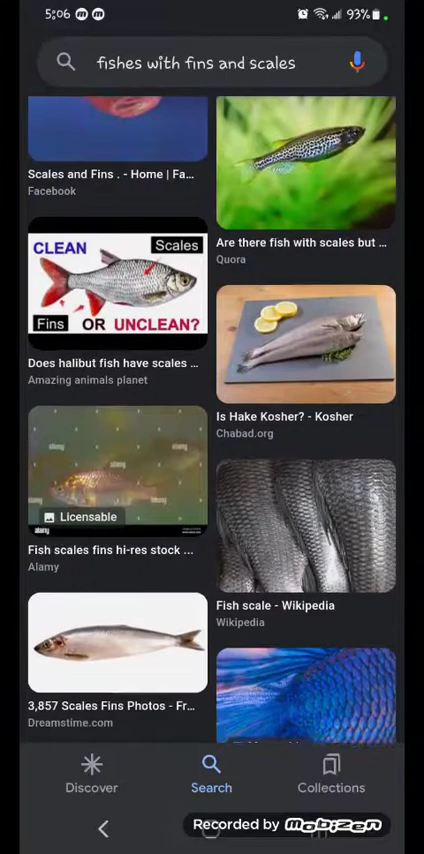 5:06
93%
fishes with fins and scales
Scales and Fins . - Home | Fa...
Facebook
Are there fish with scales but ...
Quora
CLEAN
Scales
Fins
OR UNCLEAN?
Does halibut fish have scales ...
Amazing animals planet
Is Hake Kosher? - Kosher
Chabad.org
alamy
Licensable
alamy
Fish scales fins hi-res stock ...
Alamy
Fish scale - Wikipedia
Wikipedia
3,857 Scales Fins Photos - Fr...
Dreamstime.com
Discover
Search
Collections
Recorded by MOBIZEN